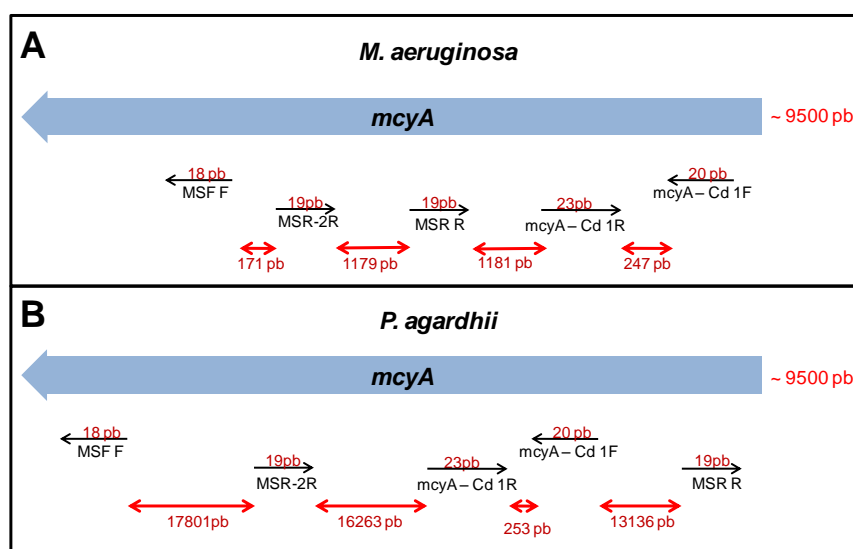 A
M. aeruginosa
mcyA
~ 9500 pb
18 pb
MSF F
19pb
MSR-2R
19pb
MSR R
23pb
mcyA – Cd 1R
20 pb
mcyA – Cd 1F
171 pb
1179 pb
1181 pb
247 pb
B
P. agardhii
mcyA
~ 9500 pb
18 pb
MSF F
19pb
MSR-2R
23pb
mcyA – Cd 1R
20 pb
mcyA – Cd 1F
19pb
MSR R
17801pb
16263 pb
253 pb
13136 pb